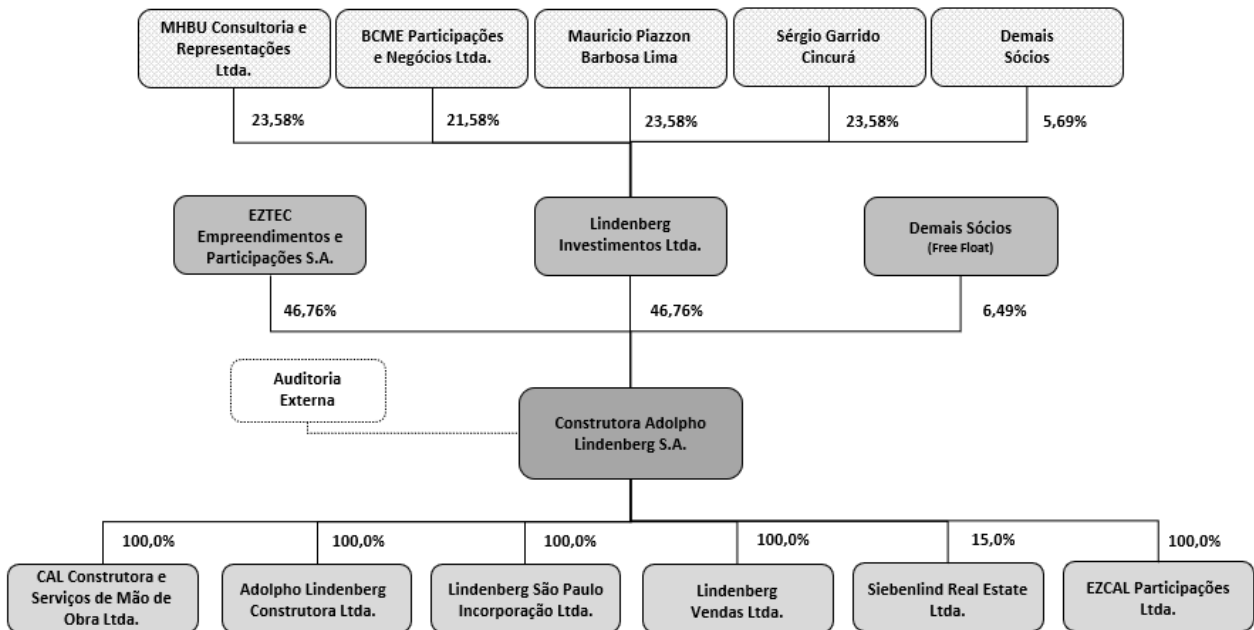 MHBU Consultoria e
Representações
Ltda.
BCME Participações
e Negócios Ltda.
Mauricio Piazzon
Barbosa Lima
Sérgio Garrido
Cincurá
Demais
Sócios
23,58%
21,58%
23,58%
23,58%
5,69%
EZTEC
Empreendimentos e
Participações S.A.
Lindenberg
Investimentos Ltda.
Demais Sócios
(Free Float)
46,76%
46,76%
6,49%
Auditoria
Externa
Construtora Adolpho
Lindenberg S.A.
100,0%
100,0%
100,0%
100,0%
15,0%
100,0%
CAL Construtora e
Serviços de Mão de
Obra Ltda.
Adolpho Lindenberg
Construtora Ltda.
Lindenberg São Paulo
Incorporação Ltda.
Lindenberg
Vendas Ltda.
Siebenlind Real Estate
Ltda.
EZCAL Participações
Ltda.